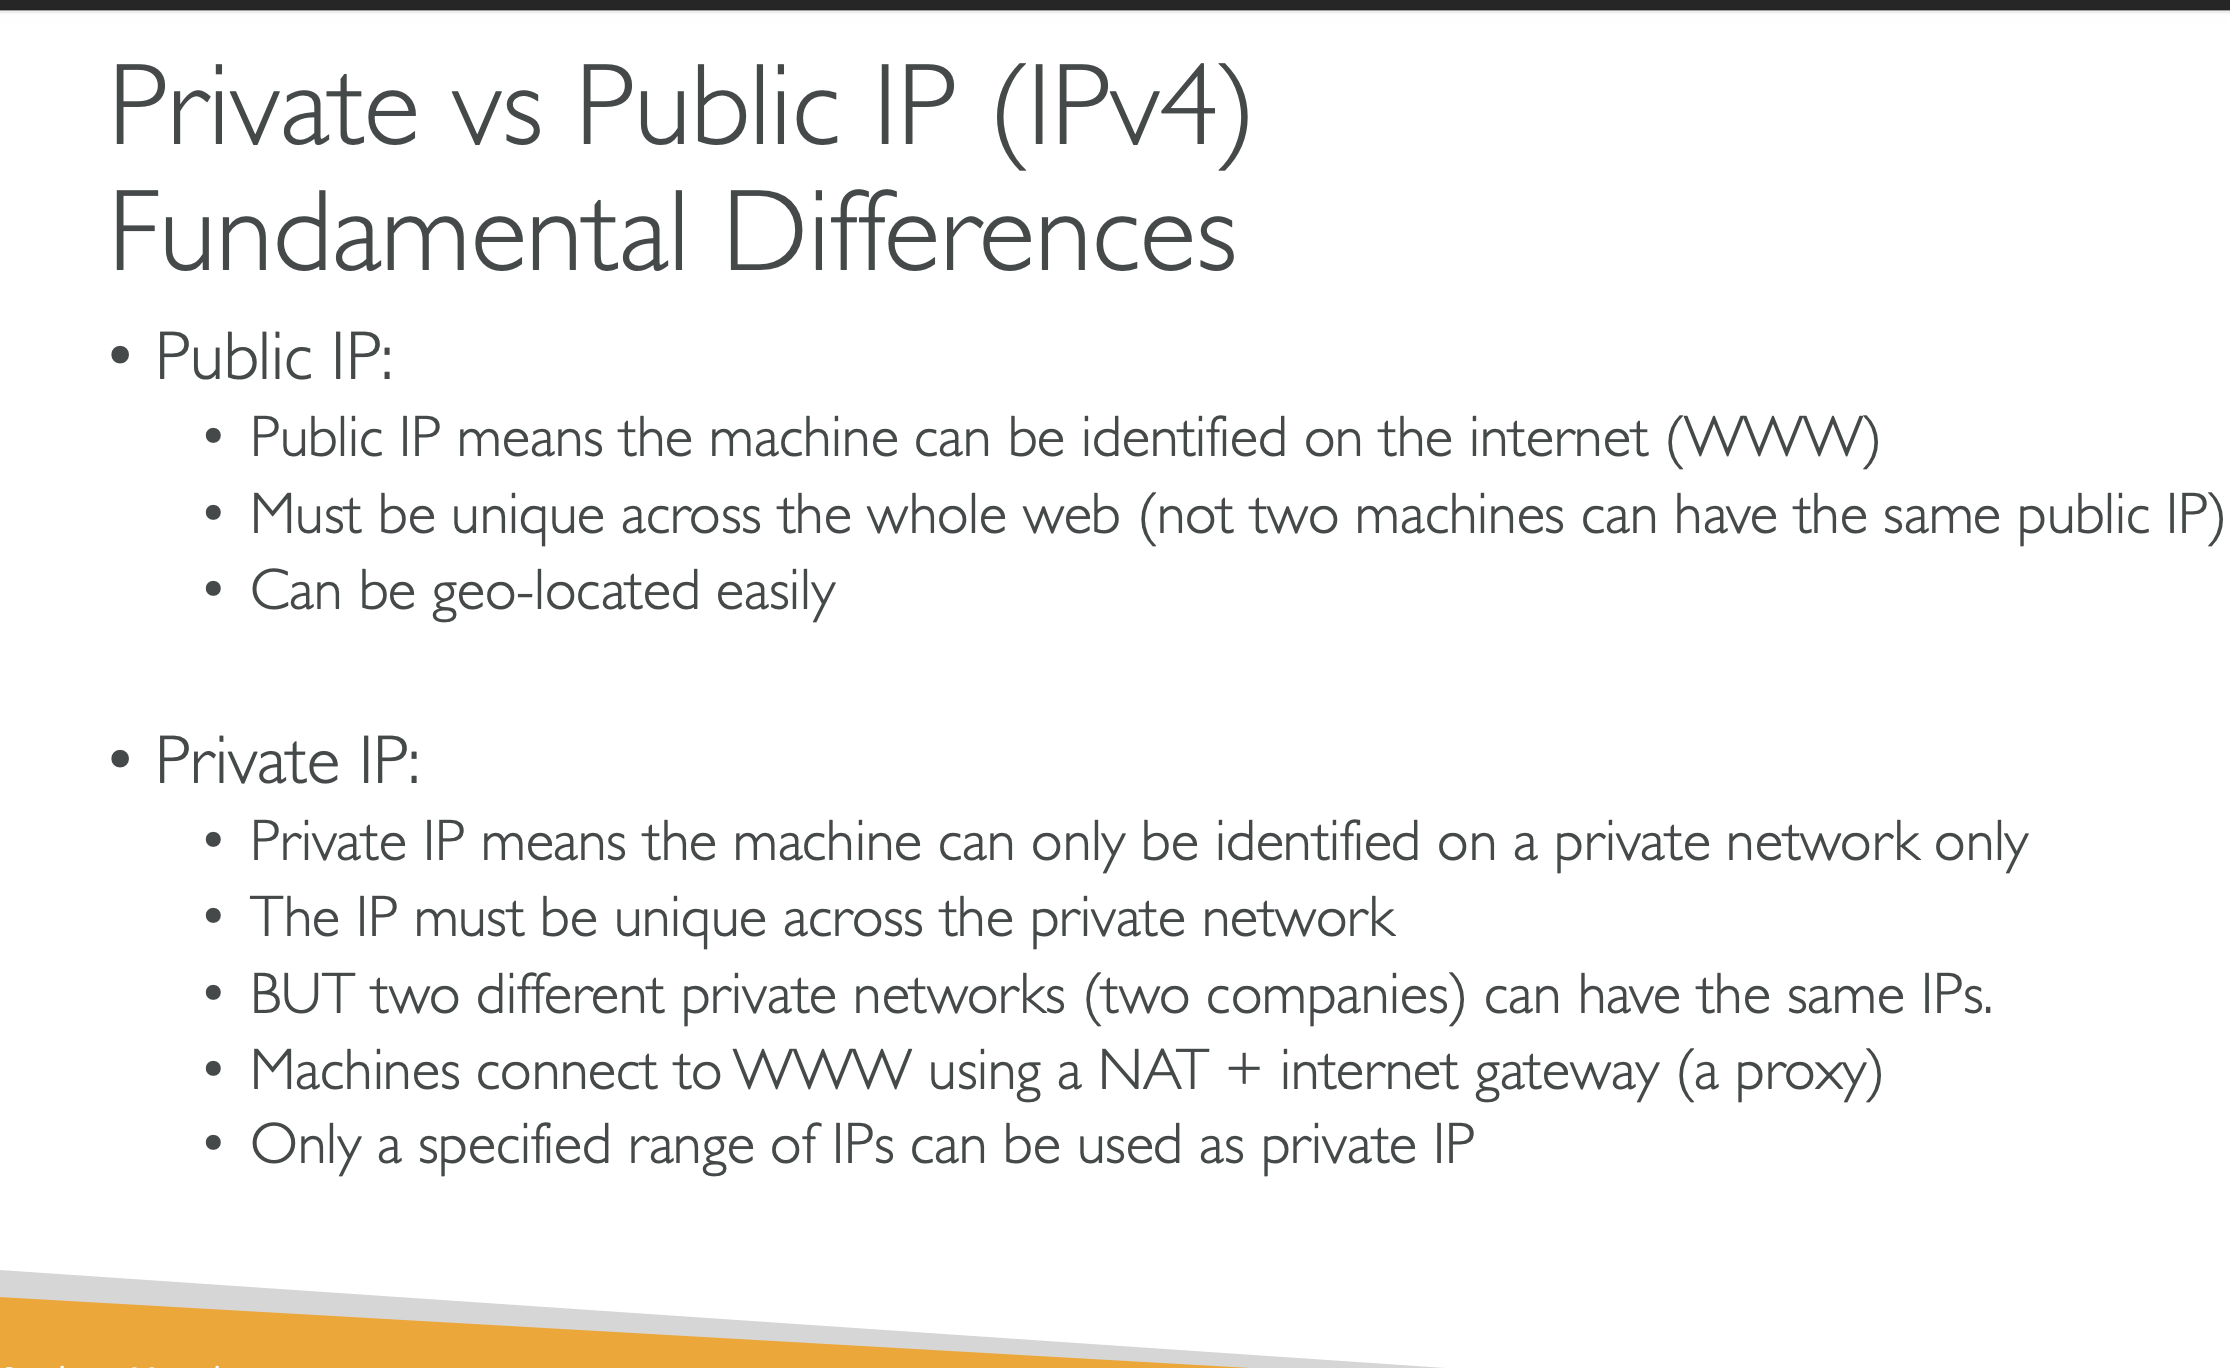 Private vs Public IP (IPv4)
Fundamental Differences
• Public IP:
• Public IP means the machine can be identified on the internet (WWW)
• Must be unique across the whole web (not two machines can have the same public IP)
• Can be geo-located easily
• Private IP:
• Private IP means the machine can only be identified on a private network only
• The IP must be unique across the private network
• BUT two different private networks (two companies) can have the same IPs.
• Machines connect to WWW using a NAT + internet gateway (a proxy)
• Only a specified range of IPs can be used as private IP